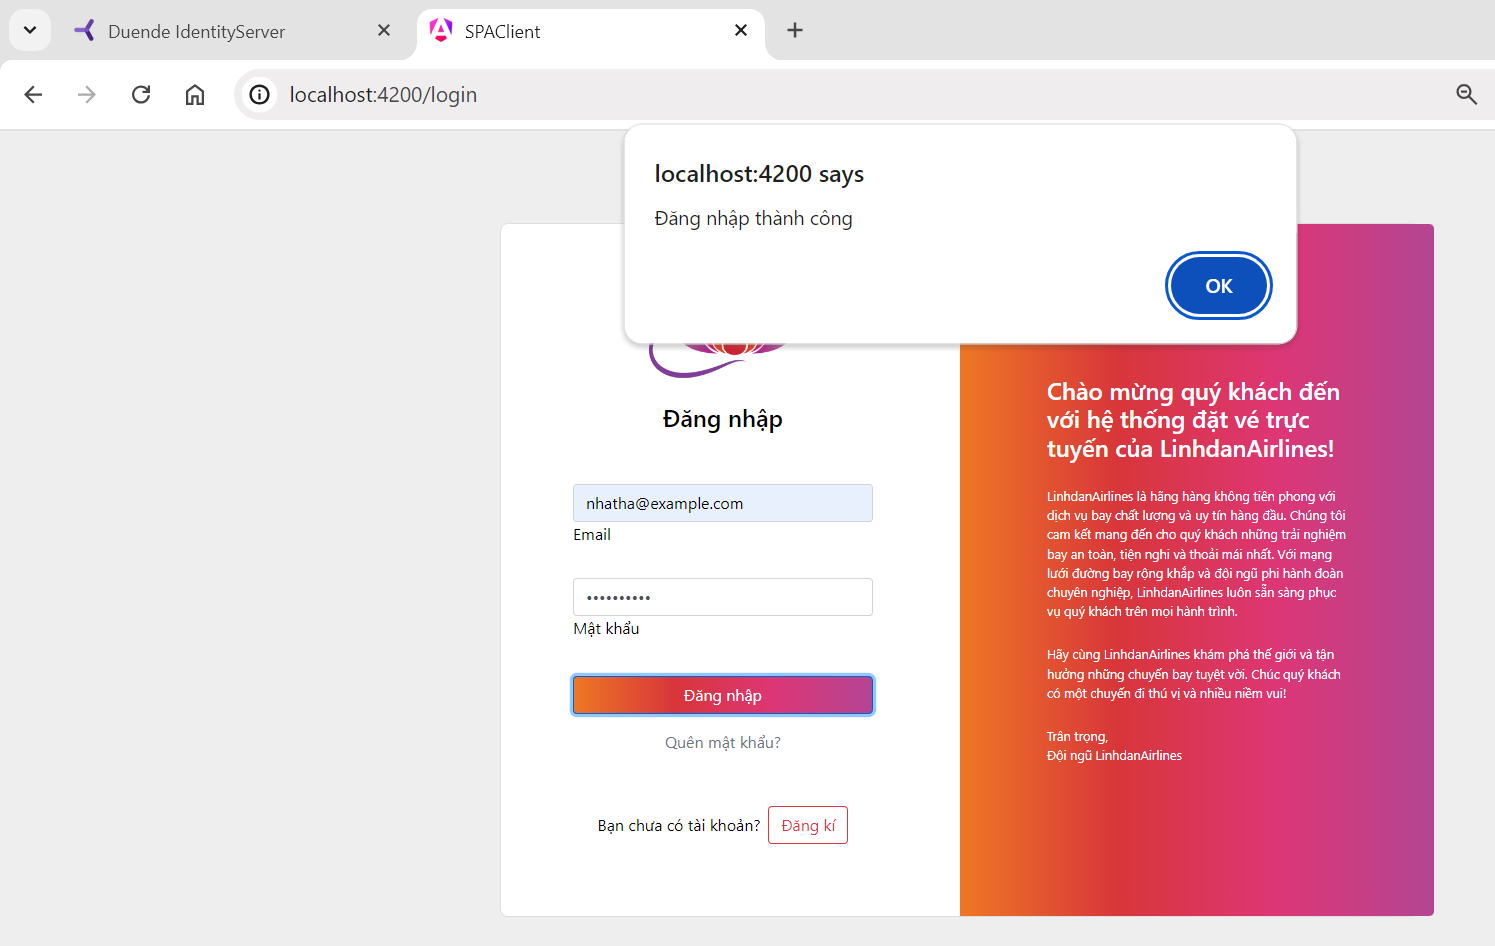 Duende IdentityServer
SPAClient
localhost:4200/login
localhost:4200 says
Đăng nhập thành công
OK
Đăng nhập
nhatha@example.com
Email
••••••••••
Mật khẩu
Đăng nhập
Quên mật khẩu?
Bạn chưa có tài khoản?
Đăng kí
Chào mừng quý khách đến
với hệ thống đặt vé trực
tuyến của LinhdanAirlines!
LinhdanAirlines là hãng hàng không tiên phong với
dịch vụ bay chất lượng và uy tín hàng đầu. Chúng tôi
cam kết mang đến cho quý khách những trải nghiệm
bay an toàn, tiện nghi và thoải mái nhất. Với mạng
lưới đường bay rộng khắp và đội ngũ phi hành đoàn
chuyên nghiệp, LinhdanAirlines luôn sẵn sàng phục
vụ quý khách trên mọi hành trình.
Hãy cùng LinhdanAirlines khám phá thế giới và tận
hưởng những chuyến bay tuyệt vời. Chúc quý khách
có một chuyến đi thú vị và nhiều niềm vui!
Trân trọng,
Đội ngũ LinhdanAirlines